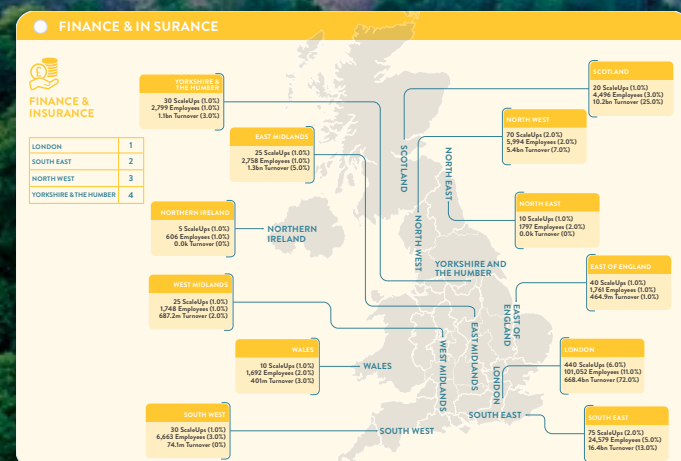 FINANCE & IN SURANCE
FINANCE &
INSURANCE
LONDON 1
SOUTH EAST 2
NORTH WEST 3
YORKSHIRE & THE HUMBER 4
YORKSHIRE &
THE HUMBER
30 ScaleUps (1.0%)
2,799 Employees (1.0%)
1.1bn Turnover (3.0%)
EAST MIDLANDS
25 ScaleUps (1.0%)
2,758 Employees (1.0%)
1.3bn Turnover (5.0%)
NORTHERN IRELAND
5 ScaleUps (1.0%)
606 Employees (1.0%)
0.0k Turnover (0%)
WEST MIDLANDS
25 ScaleUps (1.0%)
1,748 Employees (1.0%)
687.2m Turnover (2.0%)
WALES
10 ScaleUps (1.0%)
1,692 Employees (2.0%)
401m Turnover (3.0%)
SOUTH WEST
30 ScaleUps (1.0%)
6,663 Employees (3.0%)
74.1m Turnover (0%)
SCOTLAND
20 ScaleUps (1.0%)
4,496 Employees (3.0%)
10.2bn Turnover (25.0%)
NORTH WEST
70 ScaleUps (2.0%)
5,994 Employees (2.0%)
5.4bn Turnover (7.0%)
NORTH EAST
10 ScaleUps (1.0%)
1797 Employees (2.0%)
0.0k Turnover (0%)
EAST OF ENGLAND
40 ScaleUps (1.0%)
1,761 Employees (1.0%)
464.9m Turnover (1.0%)
LONDON
440 ScaleUps (6.0%)
101,052 Employees (11.0%)
668.4bn Turnover (72.0%)
SOUTH EAST
75 ScaleUps (2.0%)
24,579 Employees (5.0%)
16.4bn Turnover (13.0%)
SCOTLAND
NORTH EAST
NORTH WEST
NORTHERN
IRELAND
YORKSHIRE AND
THE HUMBER
EAST OF
ENGLAND
EAST MIDLANDS
WEST MIDLANDS
WALES
LONDON
SOUTH EAST
SOUTH WEST